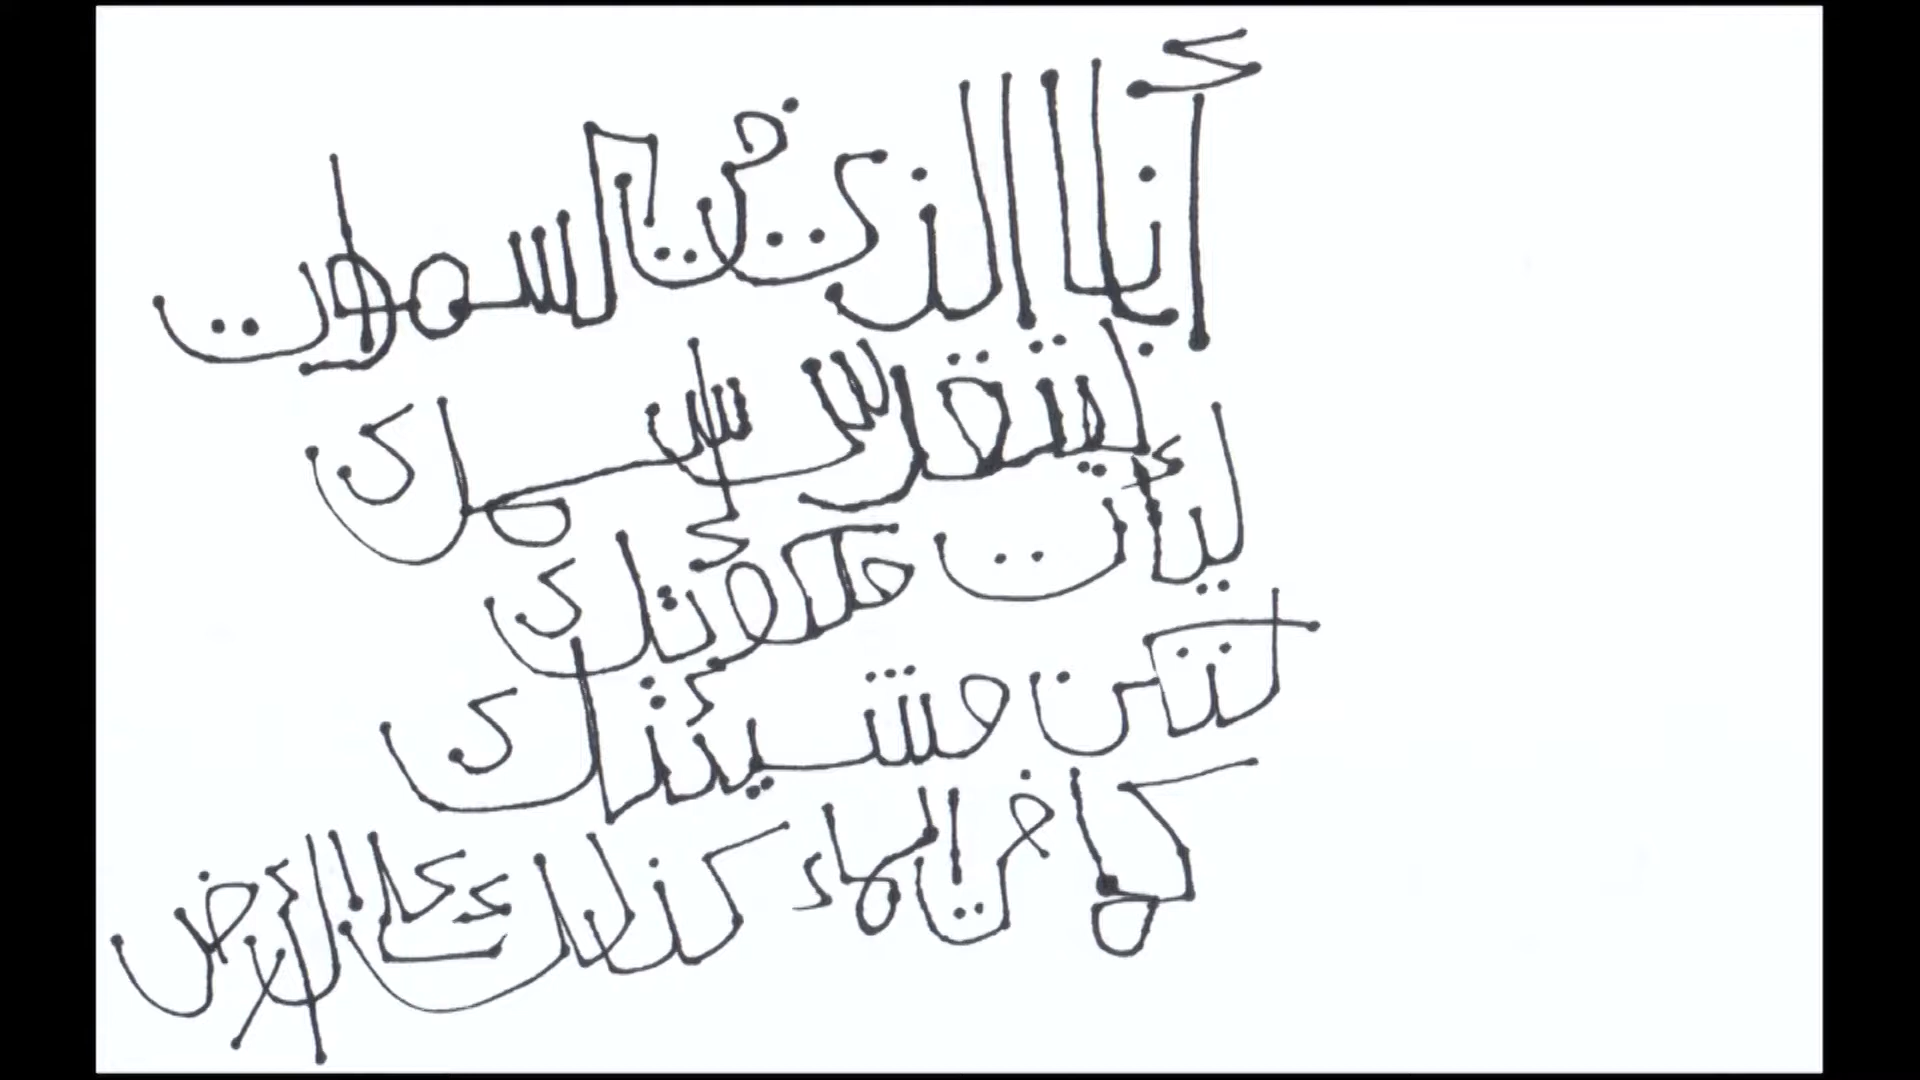 أبانا الذي في السموات
ليتقدس اسمك
ليأت ملكوتك
لتكن مشيئتك
كما في السماء كذلك على الأرض